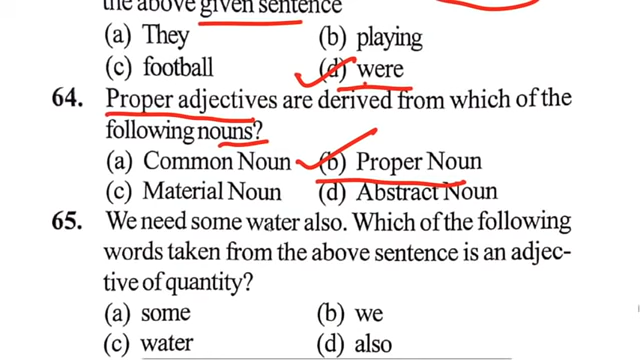 the above given sentence
(a) They (b) playing
(c) football (d) were
64. Proper adjectives are derived from which of the
following nouns?
(a) Common Noun (b) Proper Noun
(c) Material Noun (d) Abstract Noun
65. We need some water also. Which of the following
words taken from the above sentence is an adjec-
tive of quantity?
(a) some (b) we
(c) water (d) also